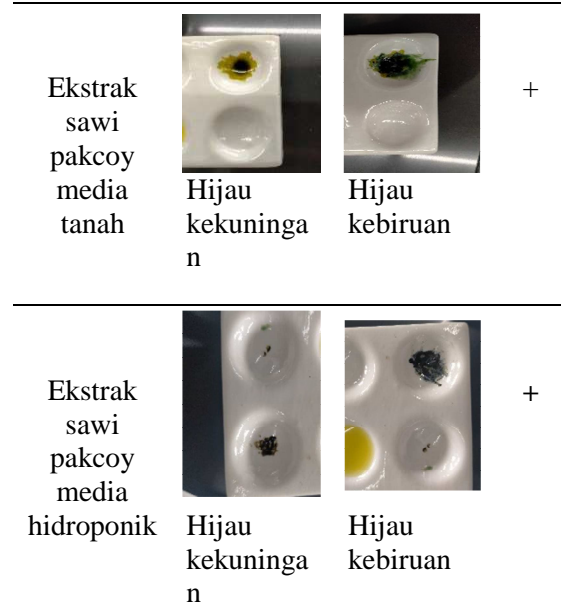 Ekstrak
sawi
pakcoy
media
tanah
Hijau
kekuninga
n
Hijau
kebiruan
+
Ekstrak
sawi
pakcoy
media
hidroponik
Hijau
kekuninga
n
Hijau
kebiruan
+